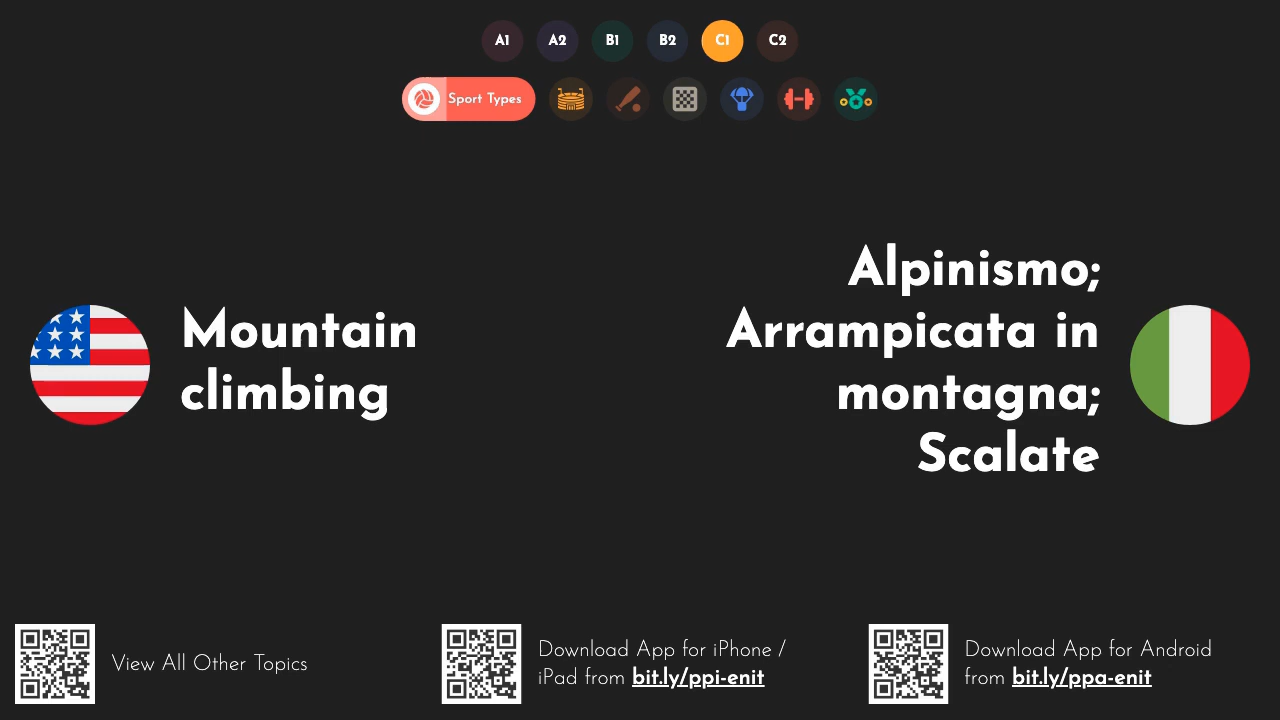 A1 A2 B1 B2 C1 C2
Sport Types
Mountain
climbing
Alpinismo;
Arrampicata in
montagna;
Scalate
View All Other Topics
Download App for iPhone /
iPad from bit.ly/ppi-enit
Download App for Android
from bit.ly/ppa-enit